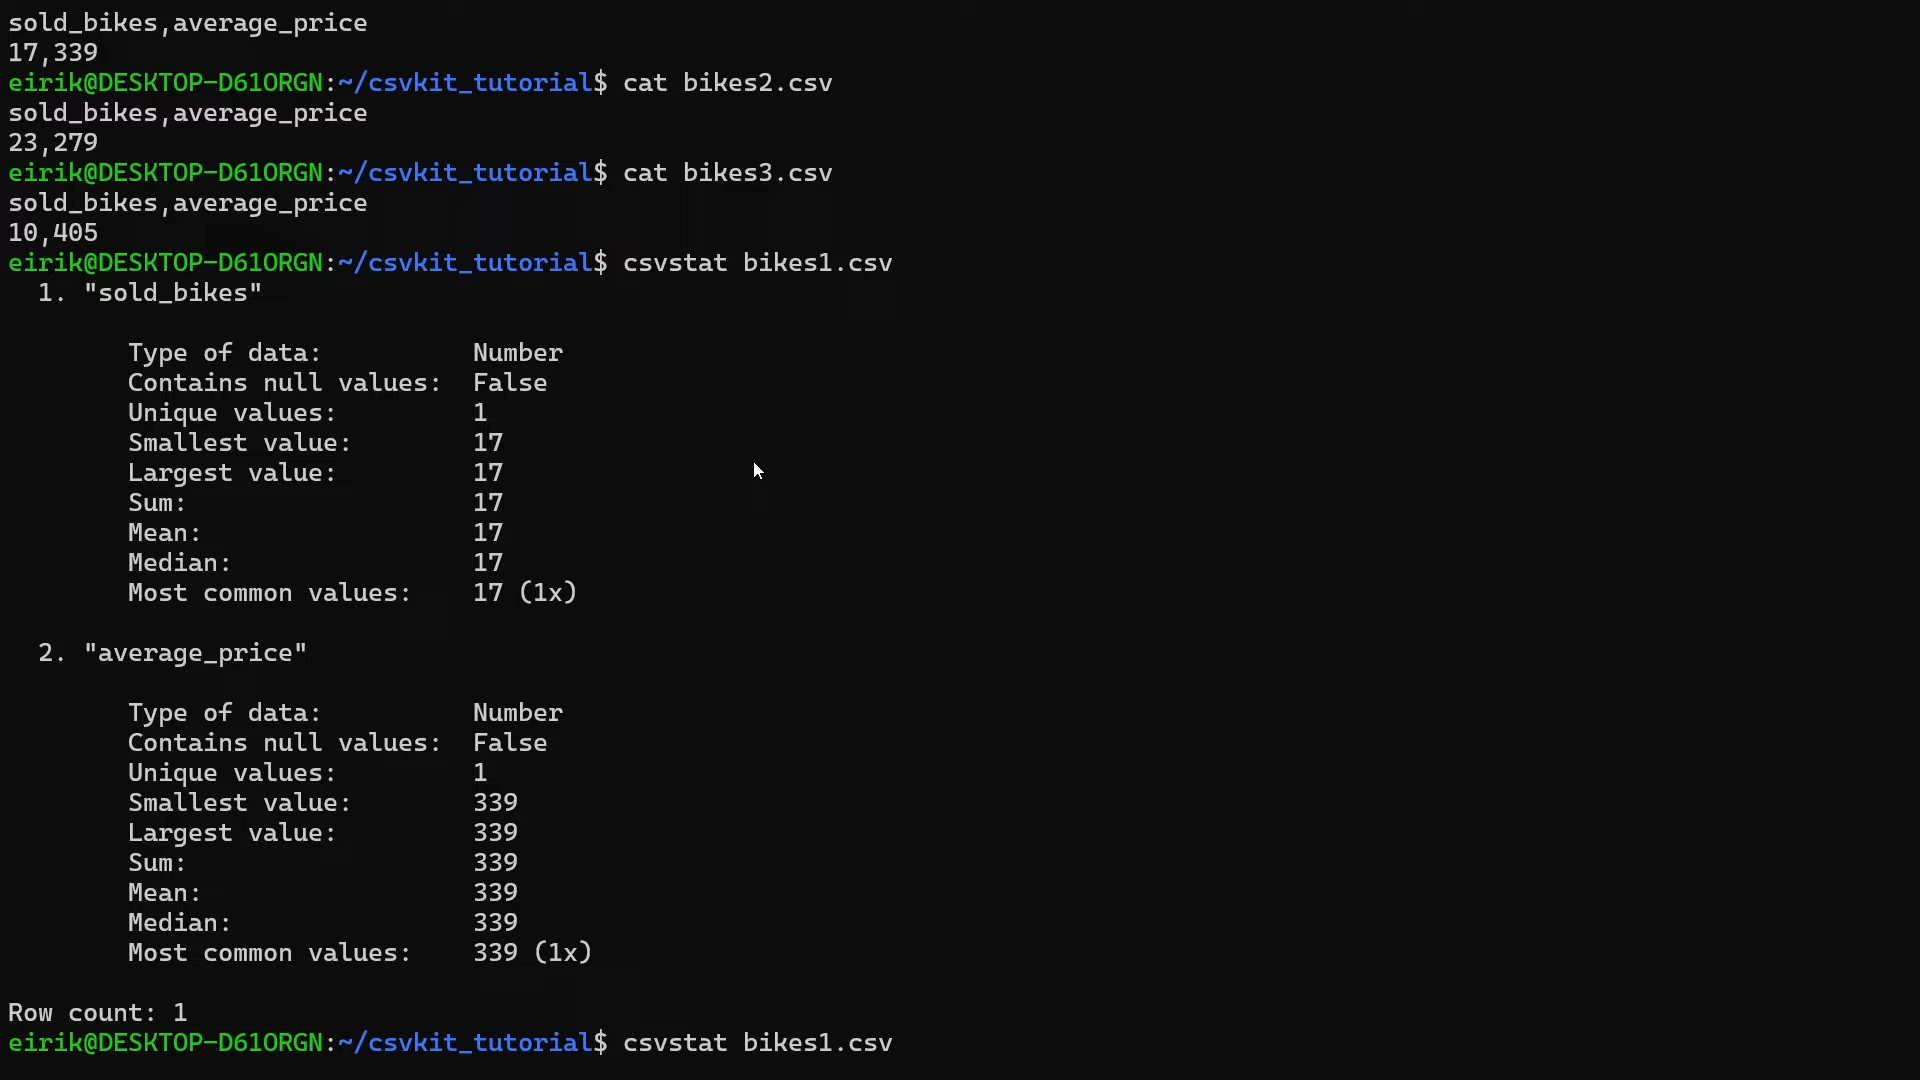 sold_bikes,average_price
17,339
eirik@DESKTOP-D61ORGN:~/csvkit_tutorial$ cat bikes2.csv
sold_bikes,average_price
23,279
eirik@DESKTOP-D61ORGN:~/csvkit_tutorial$ cat bikes3.csv
sold_bikes,average_price
10,405
eirik@DESKTOP-D61ORGN:~/csvkit_tutorial$ csvstat bikes1.csv
  1. "sold_bikes"

        Type of data:          Number
        Contains null values:  False
        Unique values:         1
        Smallest value:        17
        Largest value:         17
        Sum:                   17
        Mean:                  17
        Median:                17
        Most common values:    17 (1x)

  2. "average_price"

        Type of data:          Number
        Contains null values:  False
        Unique values:         1
        Smallest value:        339
        Largest value:         339
        Sum:                   339
        Mean:                  339
        Median:                339
        Most common values:    339 (1x)

Row count: 1
eirik@DESKTOP-D61ORGN:~/csvkit_tutorial$ csvstat bikes1.csv